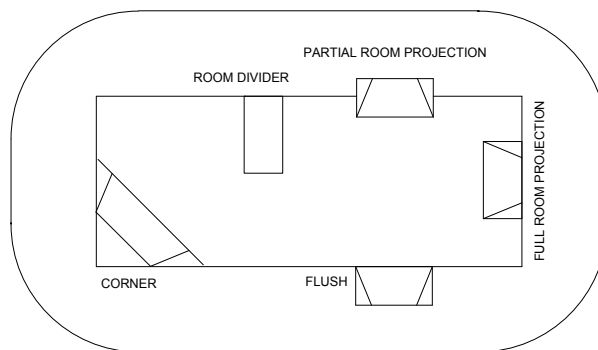 PARTIAL ROOM PROJECTION
ROOM DIVIDER
FULL ROOM PROJECTION
CORNER
FLUSH